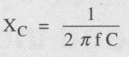 X_C = 1 / (2 π f C)